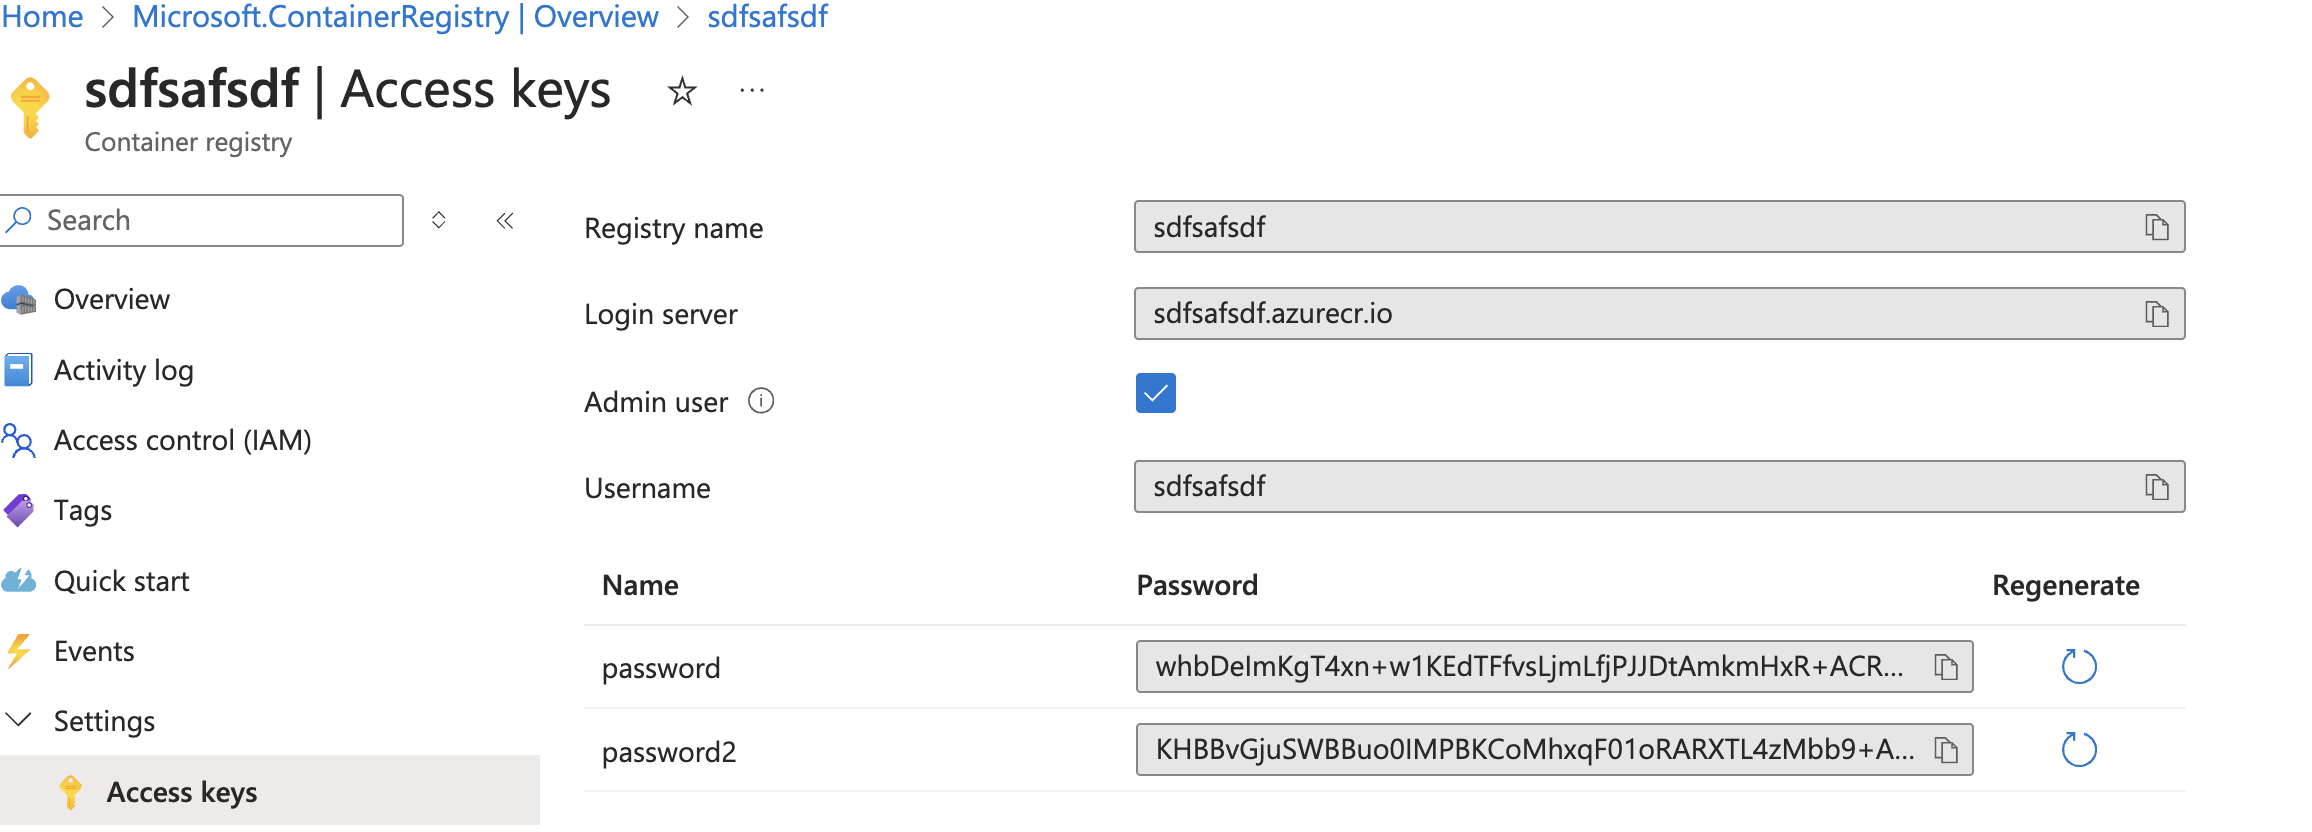 Home > Microsoft.ContainerRegistry | Overview > sdfsafsdf
sdfsafsdf | Access keys
Container registry
Search
Overview
Activity log
Access control (IAM)
Tags
Quick start
Events
Settings
Access keys
Registry name
sdfsafsdf
Login server
sdfsafsdf.azurecr.io
Admin user
Username
sdfsafsdf
Name Password Regenerate
password whbDeImKgT4xn+w1KEdTFfvsLjmLfjPJJDtAmkmHxR+ACR...
password2 KHBBvGjuSWBBuo0IMPBKCoMhxqF01oRARXTL4zMbb9+A...